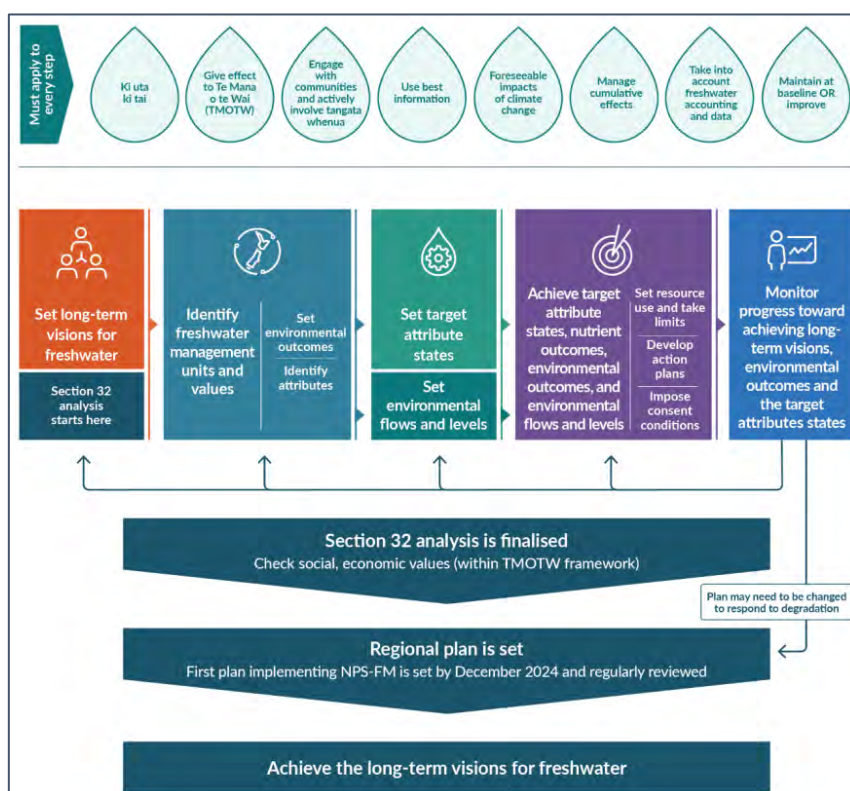 Must apply to
every step
Ki uta
ki tai
Give effect
to Te Mana
o te Wai
(TMOTW)
Engage
with
communities
and actively
involve tangata
whenua
Use best
information
Foreseeable
impacts
of climate
change
Manage
cumulative
effects
Take into
account
freshwater
accounting
and data
Maintain at
baseline OR
improve
Set long-term
visions for
freshwater
Section 32
analysis
starts here
Identify
freshwater
management
units and
values
Set
environmental
outcomes
Identify
attributes
Set target
attribute
states
Set
environmental
flows and levels
Achieve target
attribute
states, nutrient
outcomes,
environmental
outcomes, and
environmental
flows and levels
Set resource
use and take
limits
Develop
action
plans
Impose
consent
conditions
Monitor
progress toward
achieving long-
term visions,
environmental
outcomes and
the target
attributes states
Section 32 analysis is finalised
Check social, economic values (within TMOTW framework)
Plan may need to be changed
to respond to degradation
Regional plan is set
First plan implementing NPS-FM is set by December 2024 and regularly reviewed
Achieve the long-term visions for freshwater